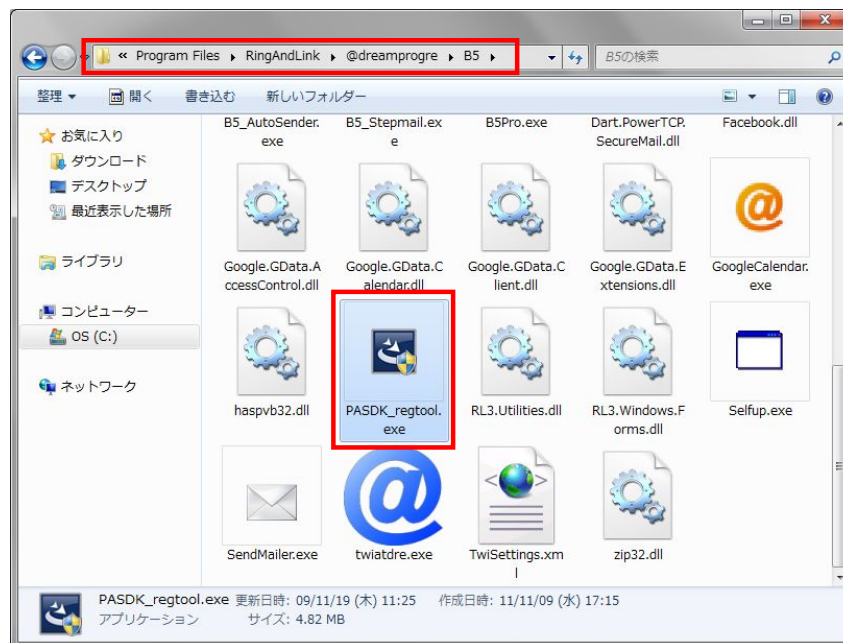 « Program Files ▸ RingAndLink ▸ @dreamprogre ▸ B5 ▸
B5の検索
整理 ▼ 開く 書き込む 新しいフォルダー
お気に入り
ダウンロード
デスクトップ
最近表示した場所
ライブラリ
コンピューター
OS (C:)
ネットワーク
B5_AutoSender.
exe
B5_Stepmail.ex
e
B5Pro.exe
Dart.PowerTCP.
SecureMail.dll
Facebook.dll
Google.GData.A
ccessControl.dll
Google.GData.C
alendar.dll
Google.GData.C
lient.dll
Google.GData.E
xtensions.dll
GoogleCalendar.
exe
haspvb32.dll
PASDK_regtool.
exe
RL3.Utilities.dll
RL3.Windows.F
orms.dll
Selfup.exe
SendMailer.exe
twiatdre.exe
TwiSettings.xm
l
zip32.dll
PASDK_regtool.exe 更新日時: 09/11/19 (木) 11:25 作成日時: 11/11/09 (水) 17:15
アプリケーション サイズ: 4.82 MB